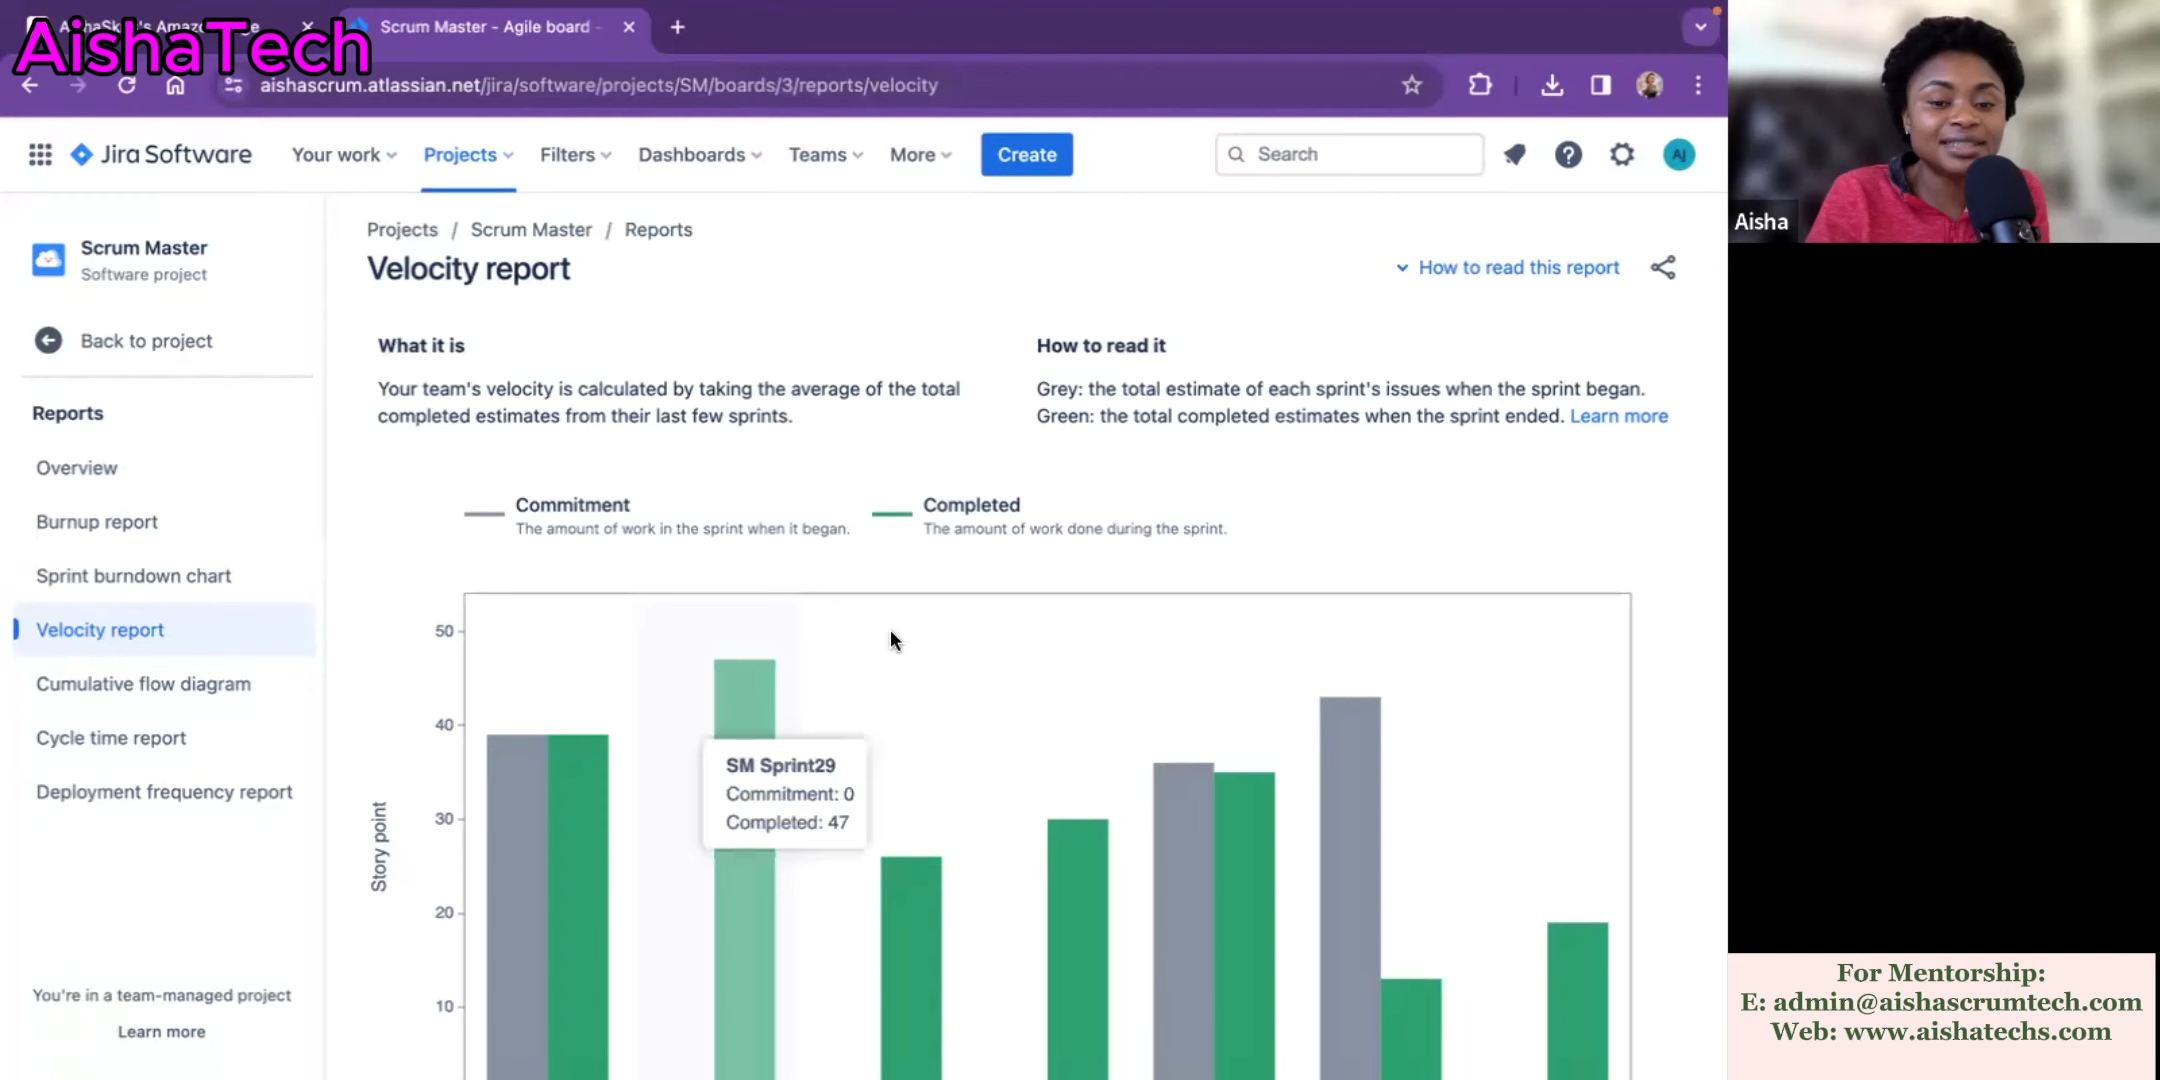 AishaTech
Scrum Master - Agile board -
aishascrum.atlassian.net/jira/software/projects/SM/boards/3/reports/velocity
Jira Software
Your work
Projects
Filters
Dashboards
Teams
More
Create
Search
AJ
Aisha
Scrum Master
Software project
Back to project
Reports
Overview
Burnup report
Sprint burndown chart
Velocity report
Cumulative flow diagram
Cycle time report
Deployment frequency report
You're in a team-managed project
Learn more
Projects / Scrum Master / Reports
Velocity report
How to read this report
What it is
Your team's velocity is calculated by taking the average of the total
completed estimates from their last few sprints.
How to read it
Grey: the total estimate of each sprint's issues when the sprint began.
Green: the total completed estimates when the sprint ended. Learn more
Commitment
The amount of work in the sprint when it began.
Completed
The amount of work done during the sprint.
Story point
50
40
30
20
10
SM Sprint29
Commitment: 0
Completed: 47
For Mentorship:
E: admin@aishascrumtech.com
Web: www.aishatechs.com